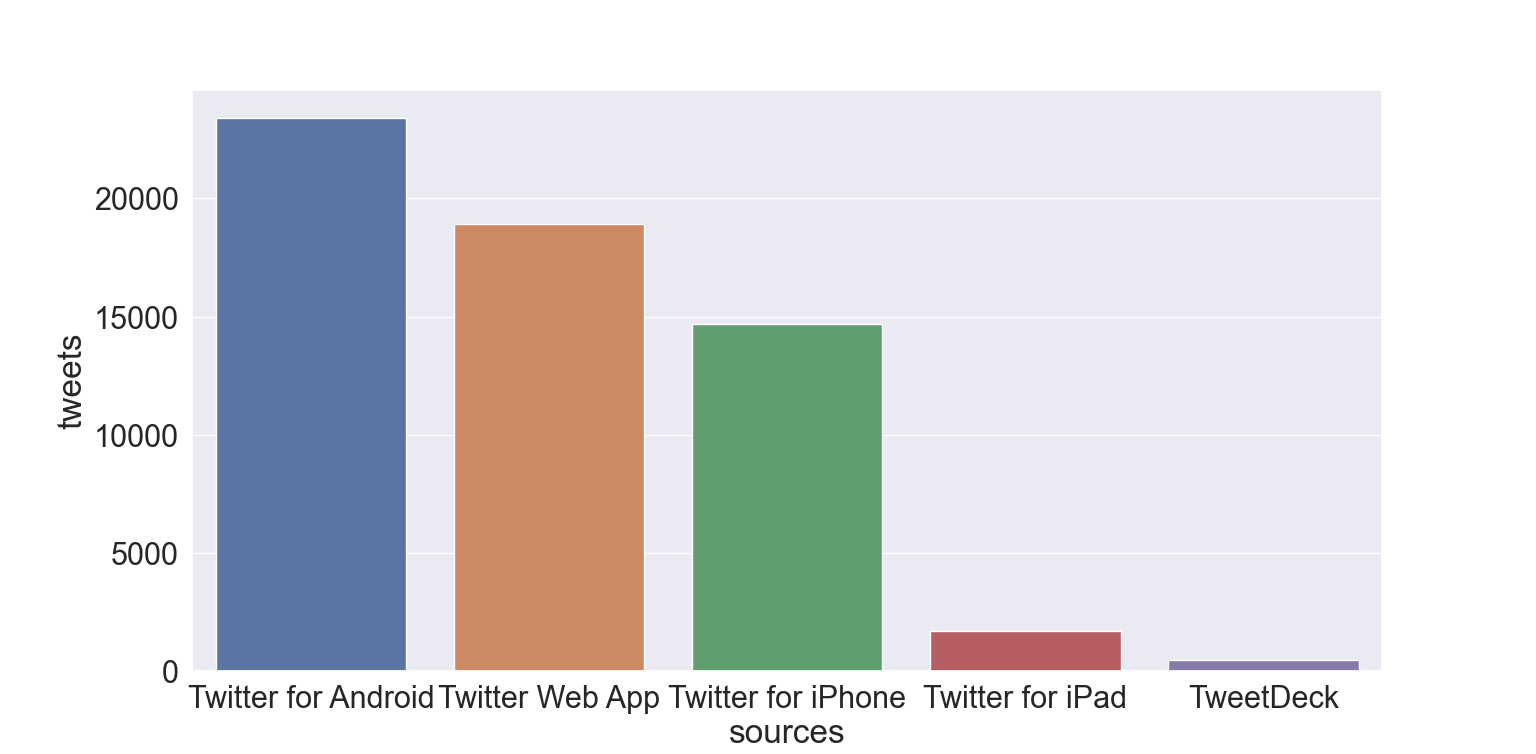 20000
15000
10000
5000
0
tweets
Twitter for Android Twitter Web App Twitter for iPhone Twitter for iPad TweetDeck
sources